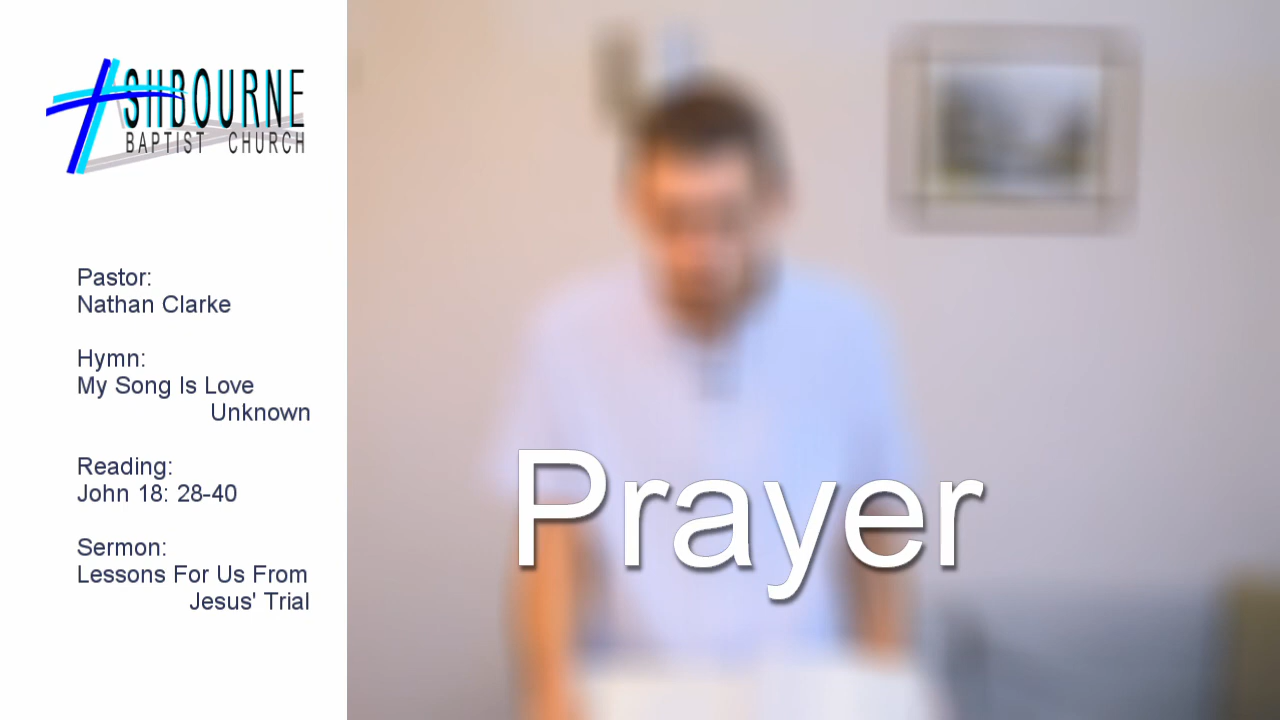 ASHBOURNE
BAPTIST CHURCH
Pastor:
Nathan Clarke
Hymn:
My Song Is Love
Unknown
Reading:
John 18: 28-40
Sermon:
Lessons For Us From
Jesus' Trial
Prayer